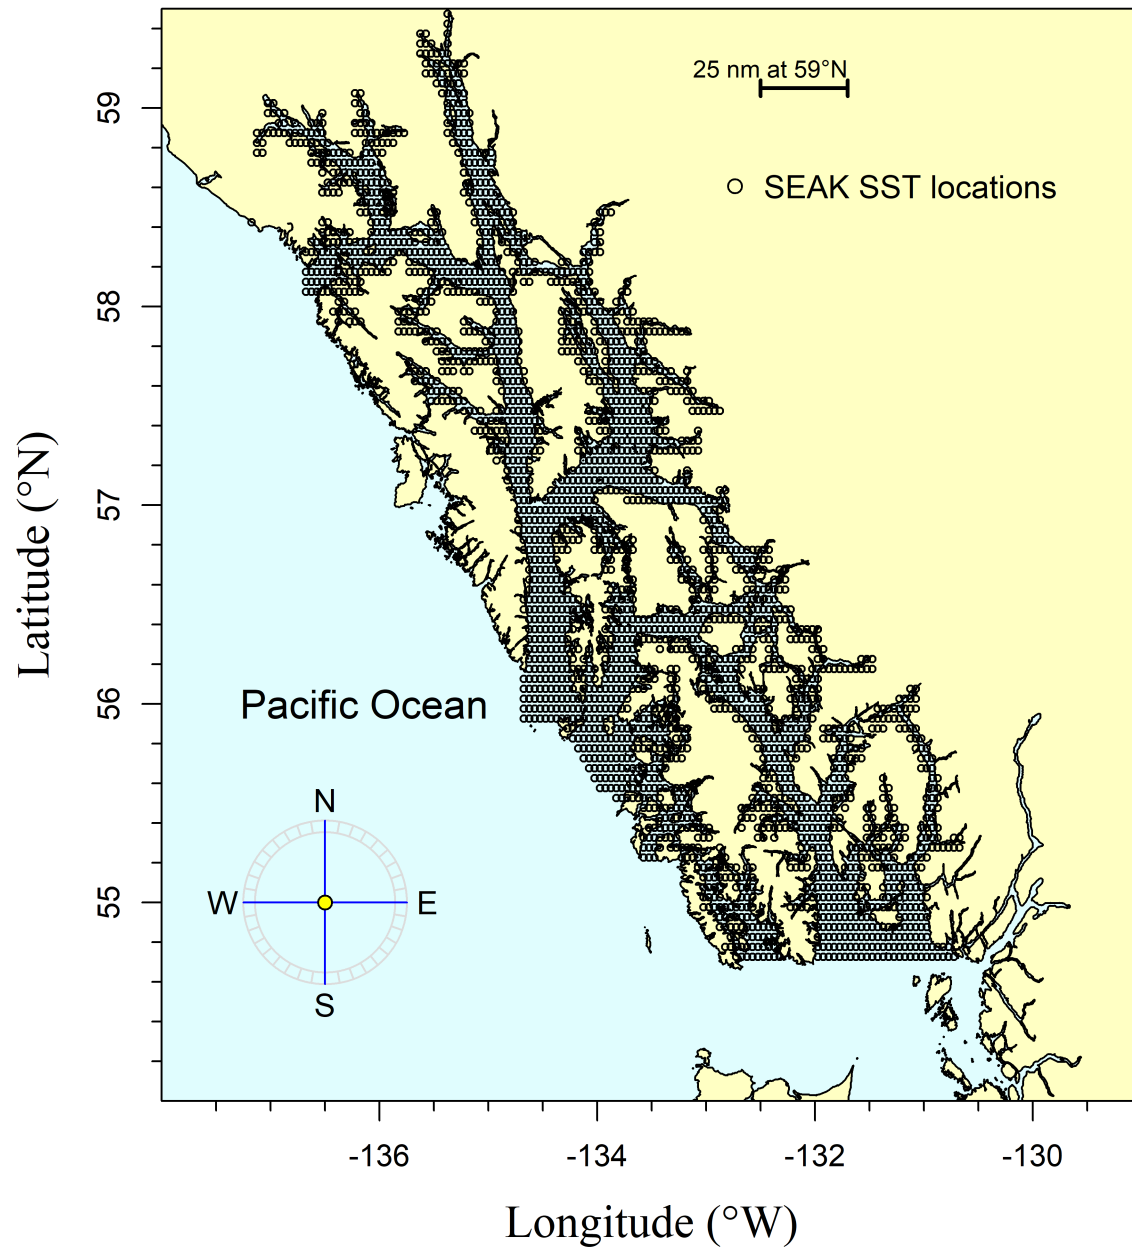 25 nm at 59°N
SEAK SST locations
59
58
57
56
55
Latitude (°N)
Pacific Ocean
N
W
E
S
-136
-134
-132
-130
Longitude (°W)